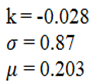 k = -0.028
σ = 0.87
μ = 0.203